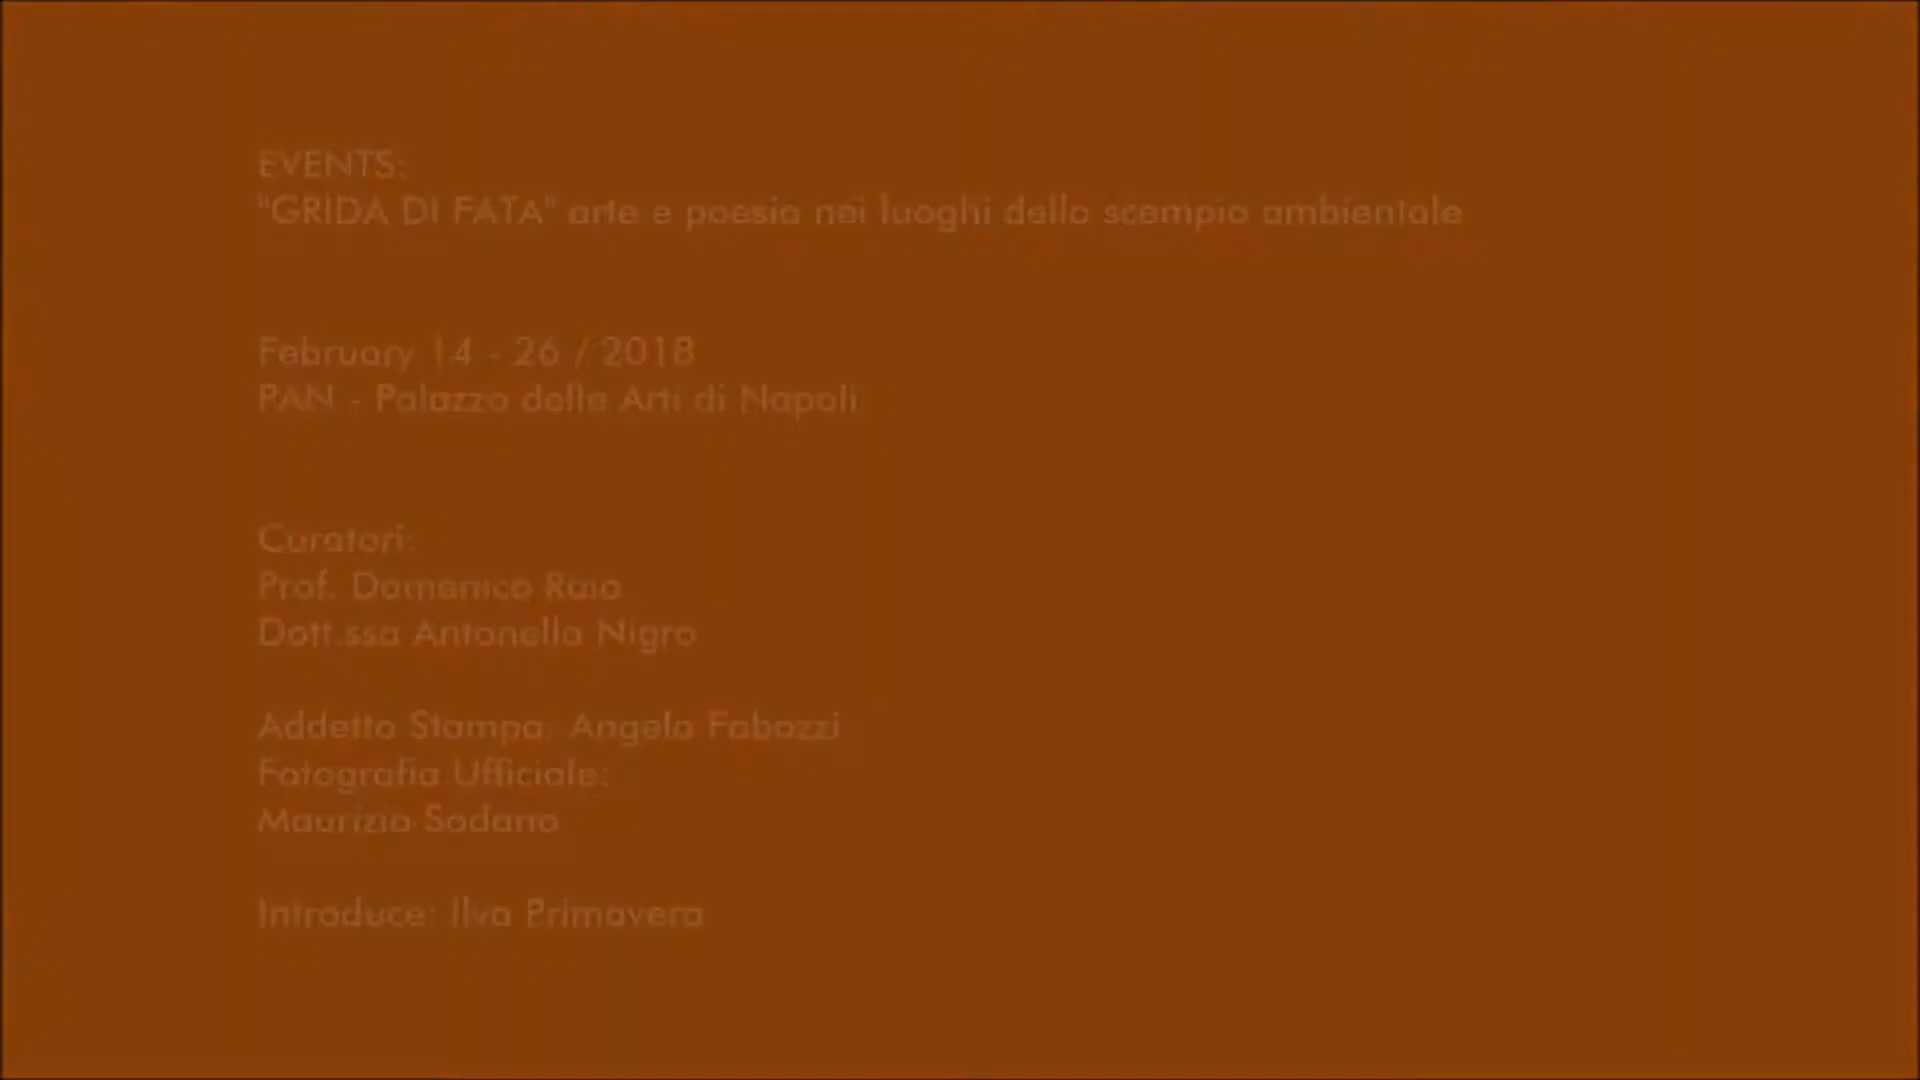 EVENTS:
"GRIDA DI FATA" arte e poesia nei luoghi dello scempio ambientale
February 14 - 26 / 2018
PAN - Palazzo delle Arti di Napoli
Curatori:
Prof. Domenico Raio
Dott.ssa Antonella Nigro
Addetto Stampa: Angela Fabozzi
Fotografia Ufficiale:
Maurizio Sodano
Introduce: Ilva Primavera